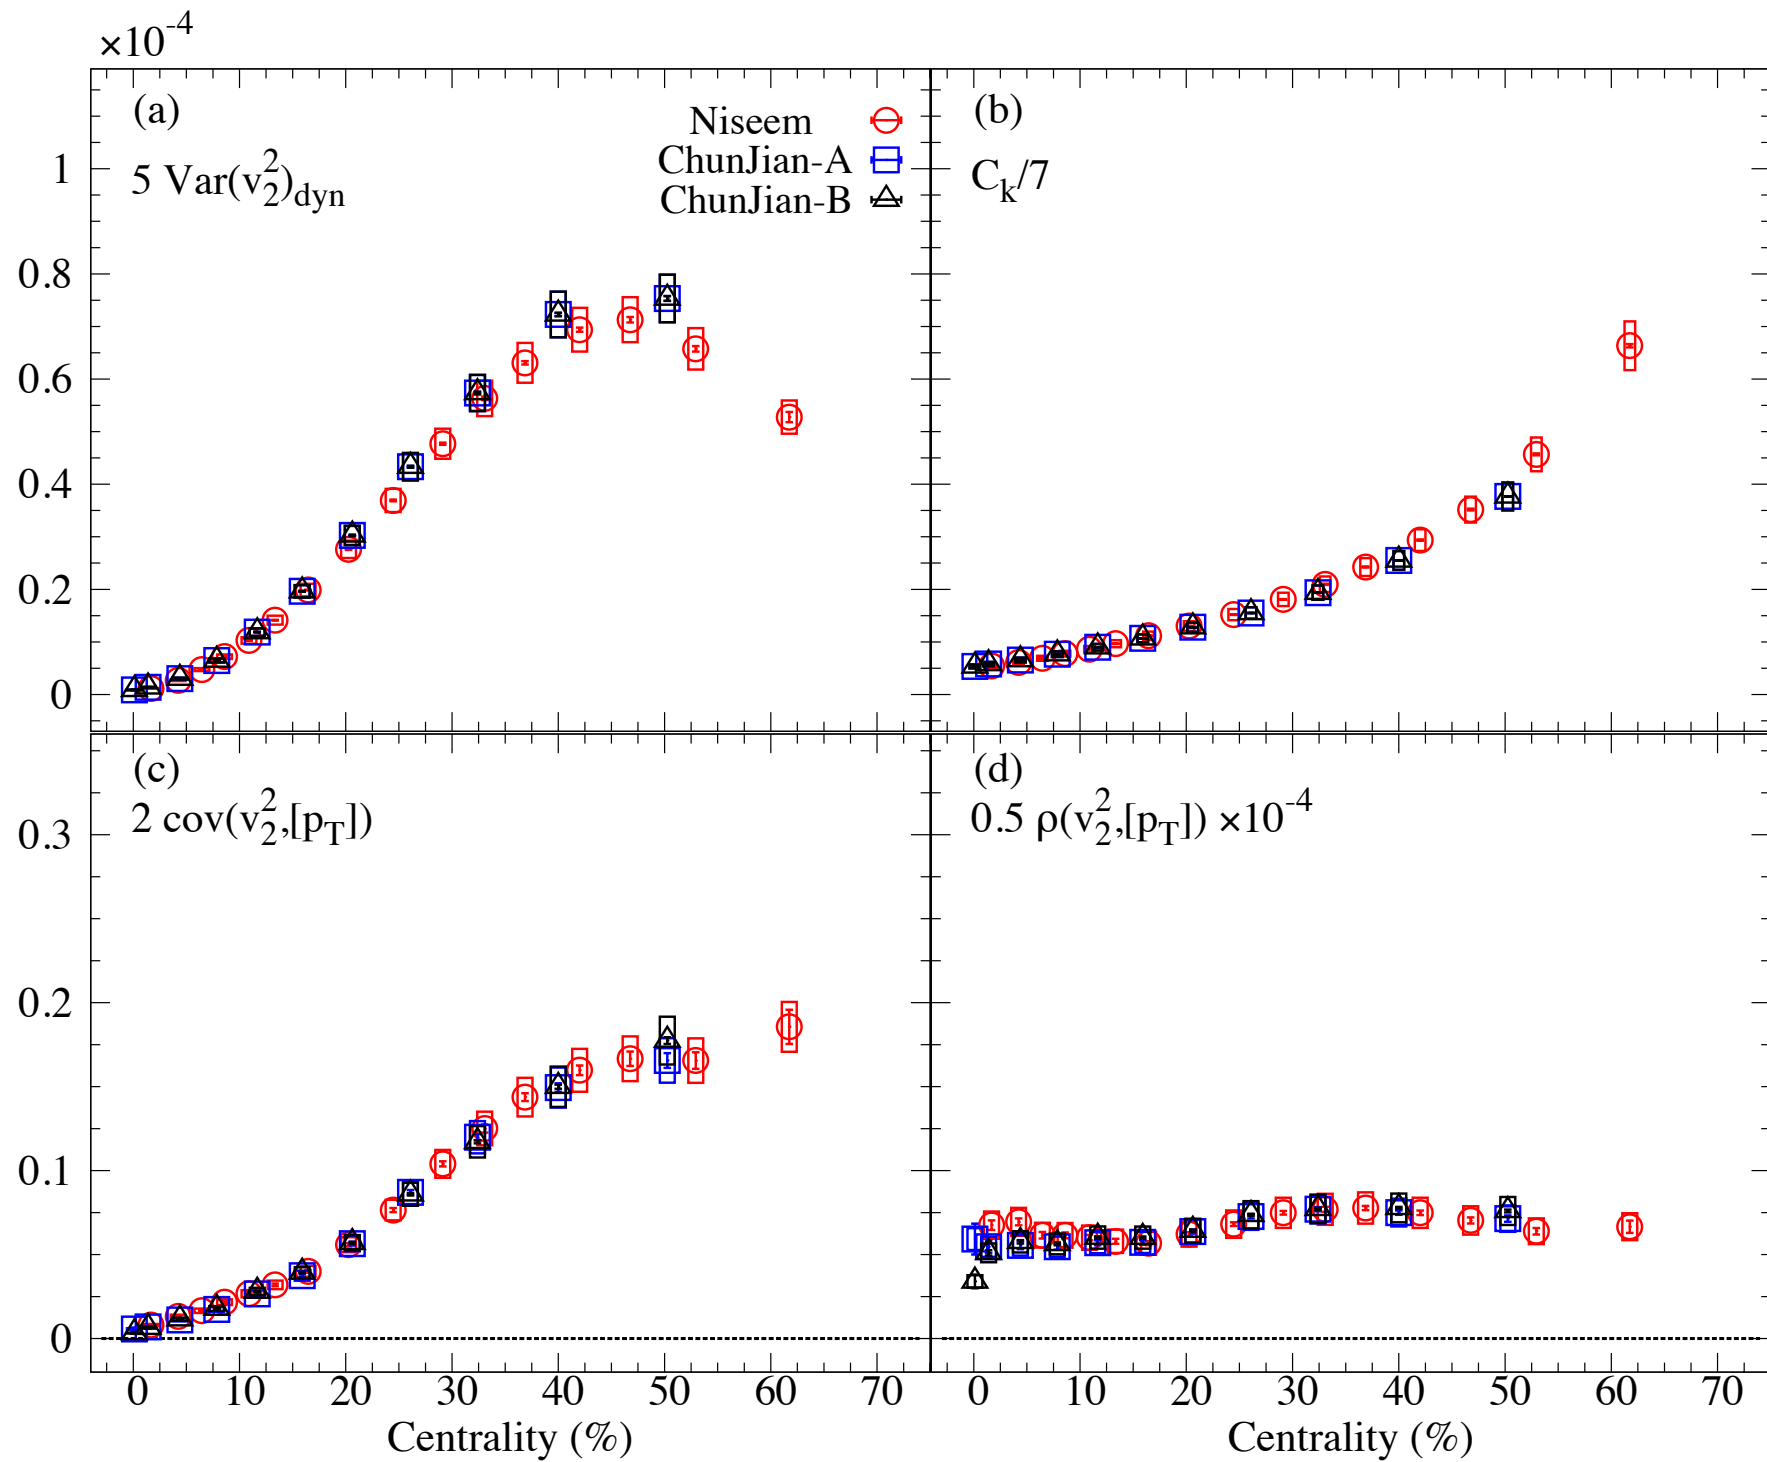 ×10^-4
(a)
5 Var(v_2^2)_dyn
Niseem
ChunJian-A
ChunJian-B
(b)
C_k/7
1
0.8
0.6
0.4
0.2
0
(c)
2 cov(v_2^2,[p_T])
(d)
0.5 ρ(v_2^2,[p_T]) ×10^-4
0.3
0.2
0.1
0
0 10 20 30 40 50 60 70
0 10 20 30 40 50 60 70
Centrality (%)
Centrality (%)